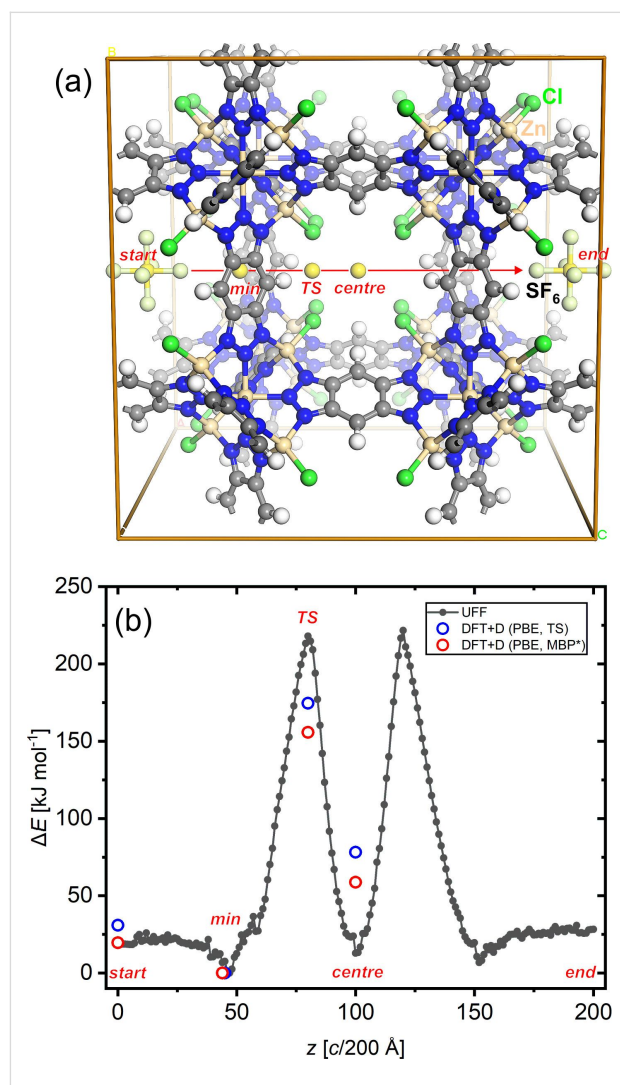 B
(a)
Cl
Zn
start
end
min
TS
centre
SF6
A
C
(b)
250
200
150
100
50
0
ΔE [kJ mol⁻¹]
TS
UFF
DFT+D (PBE, TS)
DFT+D (PBE, MBP*)
min
start
centre
end
0
50
100
150
200
z [c/200 Å]